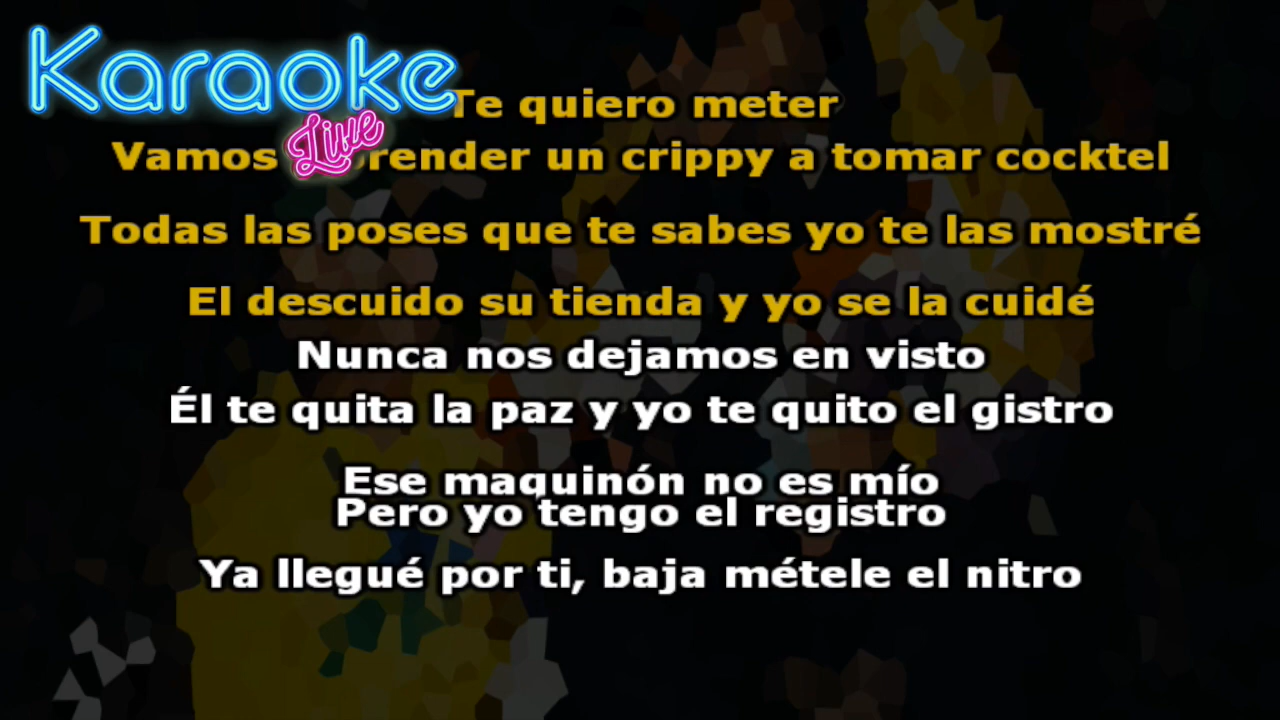 Karaoke
Live
Te quiero meter
Vamos prender un crippy a tomar cocktel
Todas las poses que te sabes yo te las mostré
El descuido su tienda y yo se la cuidé
Nunca nos dejamos en visto
Él te quita la paz y yo te quito el gistro
Ese maquinón no es mío
Pero yo tengo el registro
Ya llegué por ti, baja métele el nitro